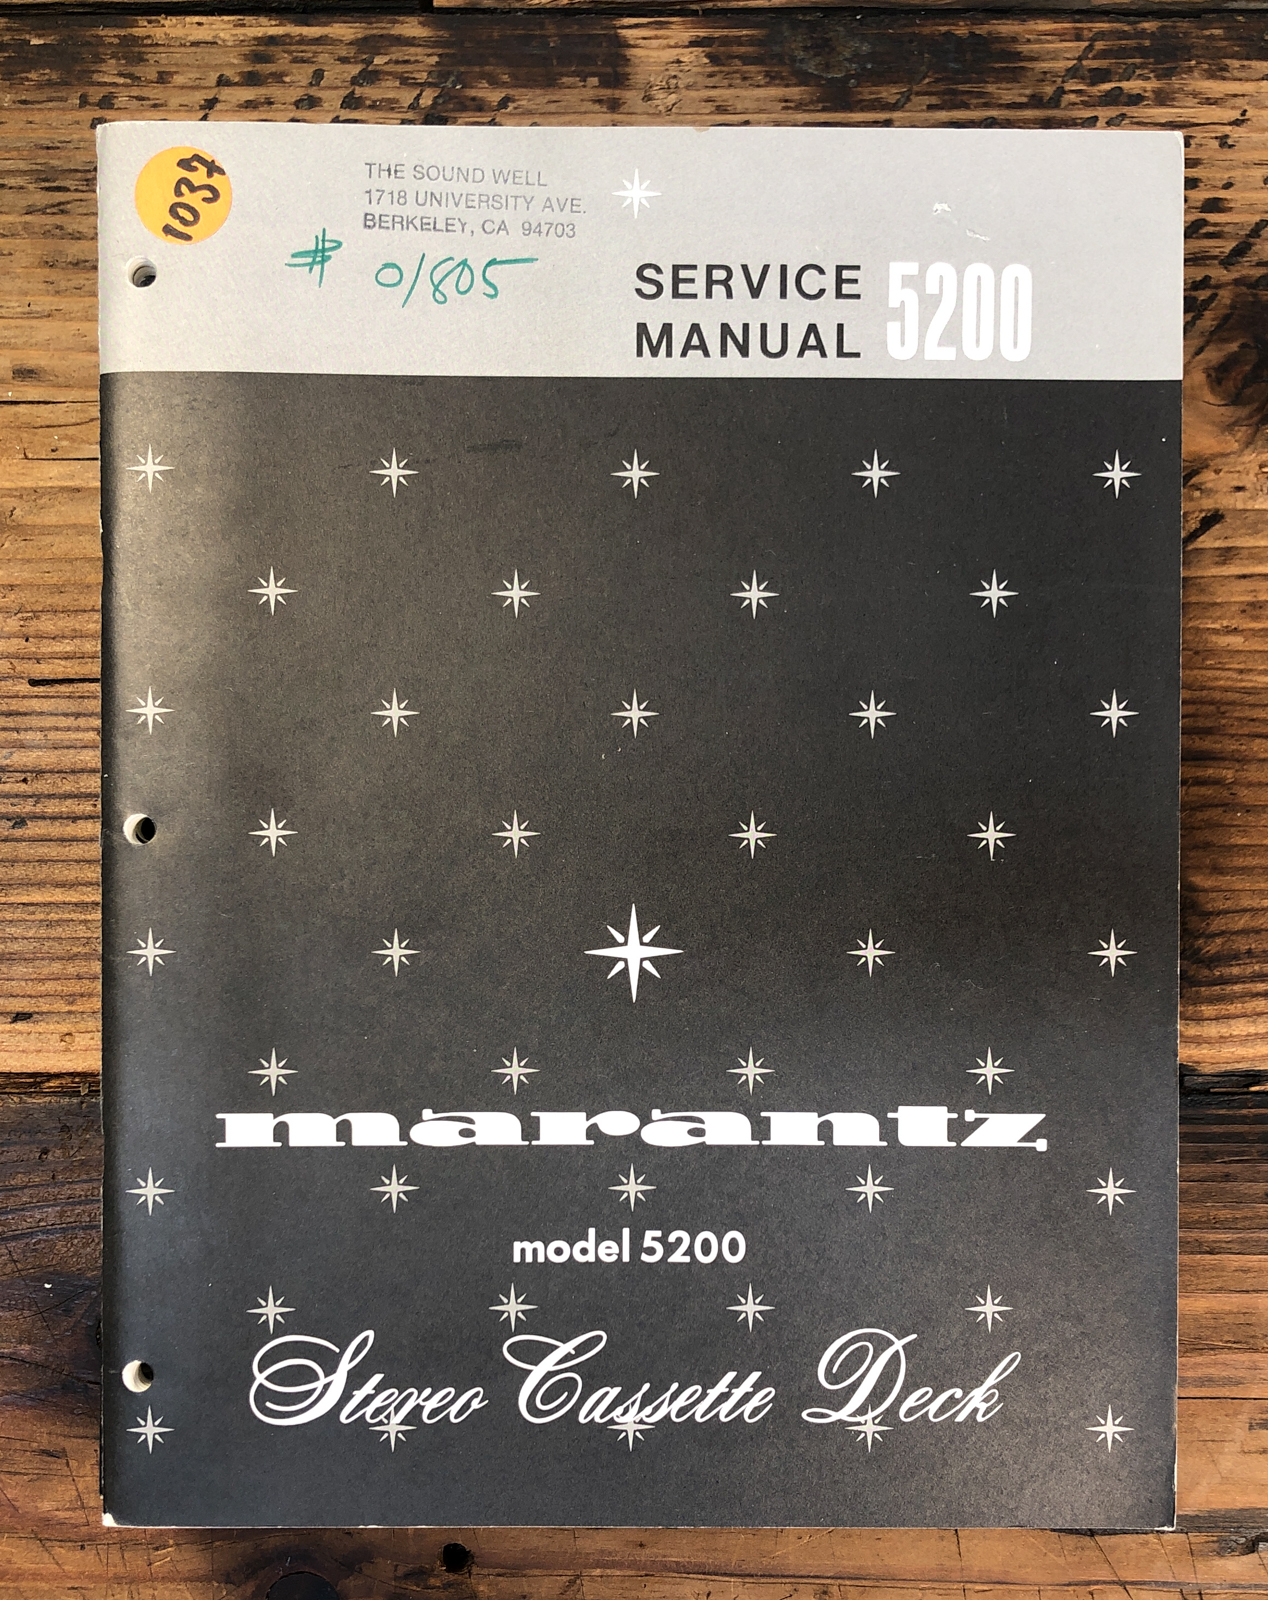 1037
THE SOUND WELL
1718 UNIVERSITY AVE.
BERKELEY, CA 94703
# 01805
SERVICE
MANUAL 5200
marantz
model 5200
Stereo Cassette Deck